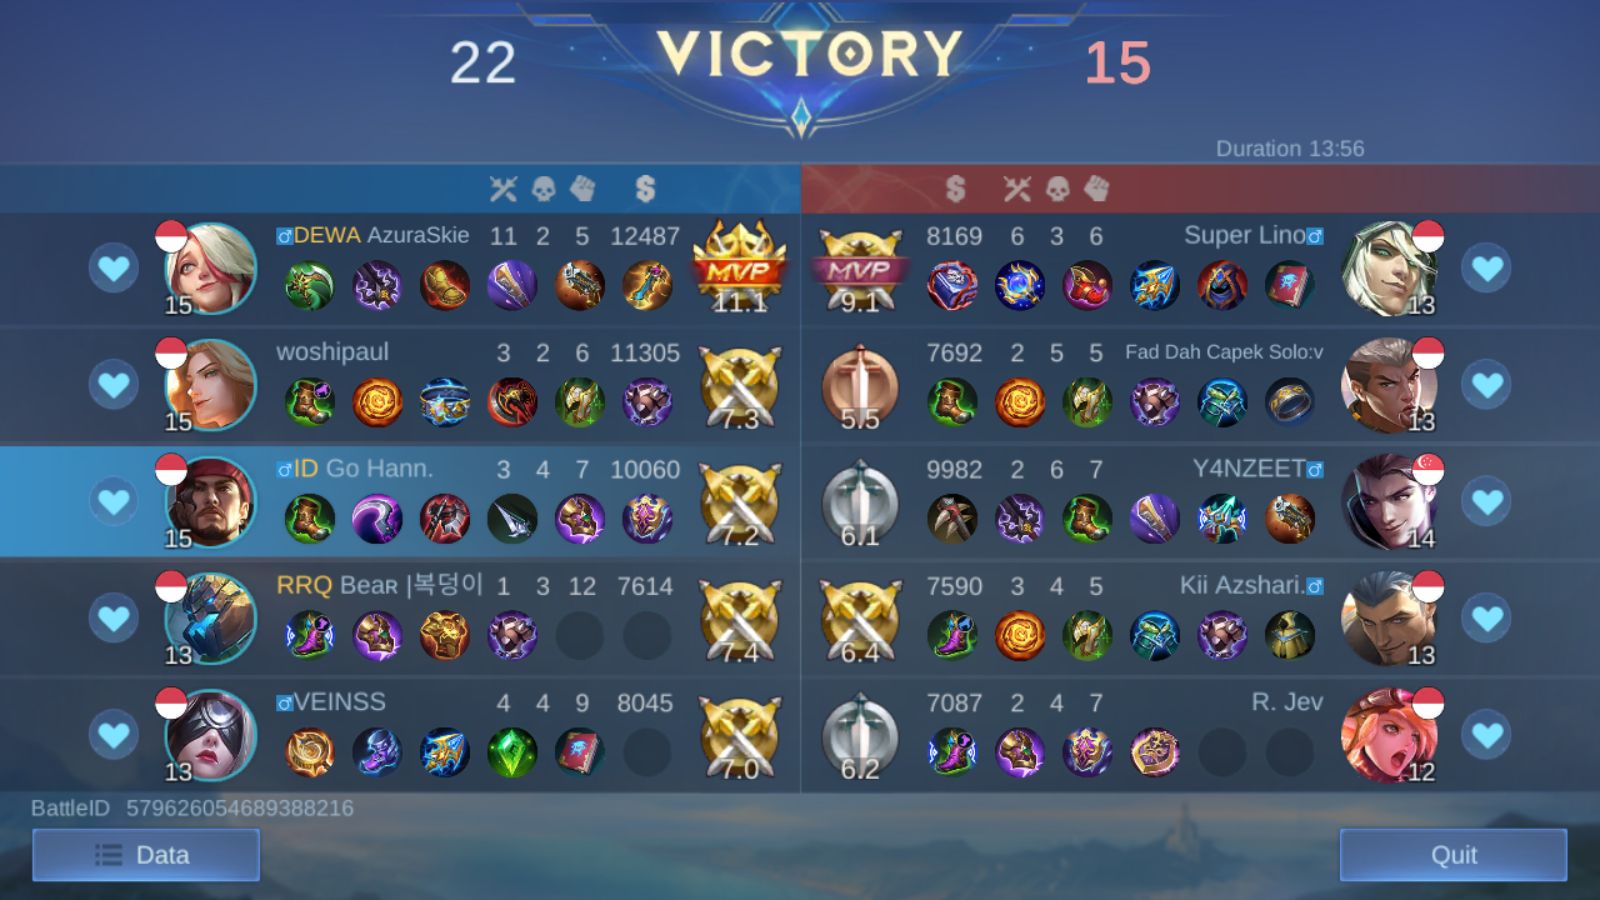 22 VICTORY 15
Duration 13:56
DEWA AzuraSkie 11 2 5 12487 MVP 11.1 15
MVP 9.1 8169 6 3 6 Super Lino 13
woshipaul 3 2 6 11305 7.3 15
5.5 7692 2 5 5 Fad Dah Capek Solo:v 13
ID Go Hann. 3 4 7 10060 7.2 15
6.1 9982 2 6 7 Y4NZEET 14
RRQ Bear |복덩이 1 3 12 7614 7.4 13
6.4 7590 3 4 5 Kii Azshari. 13
VEINSS 4 4 9 8045 7.0 13
6.2 7087 2 4 7 R. Jev 12
BattleID 579626054689388216
Data
Quit